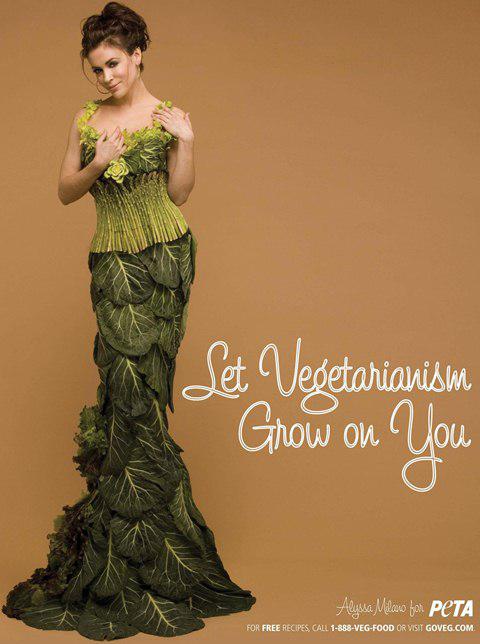 Let Vegetarianism
Grow on You
Alyssa Milano for PETA
FOR FREE RECIPES, CALL 1-888-VEG-FOOD OR VISIT GOVEG.COM.